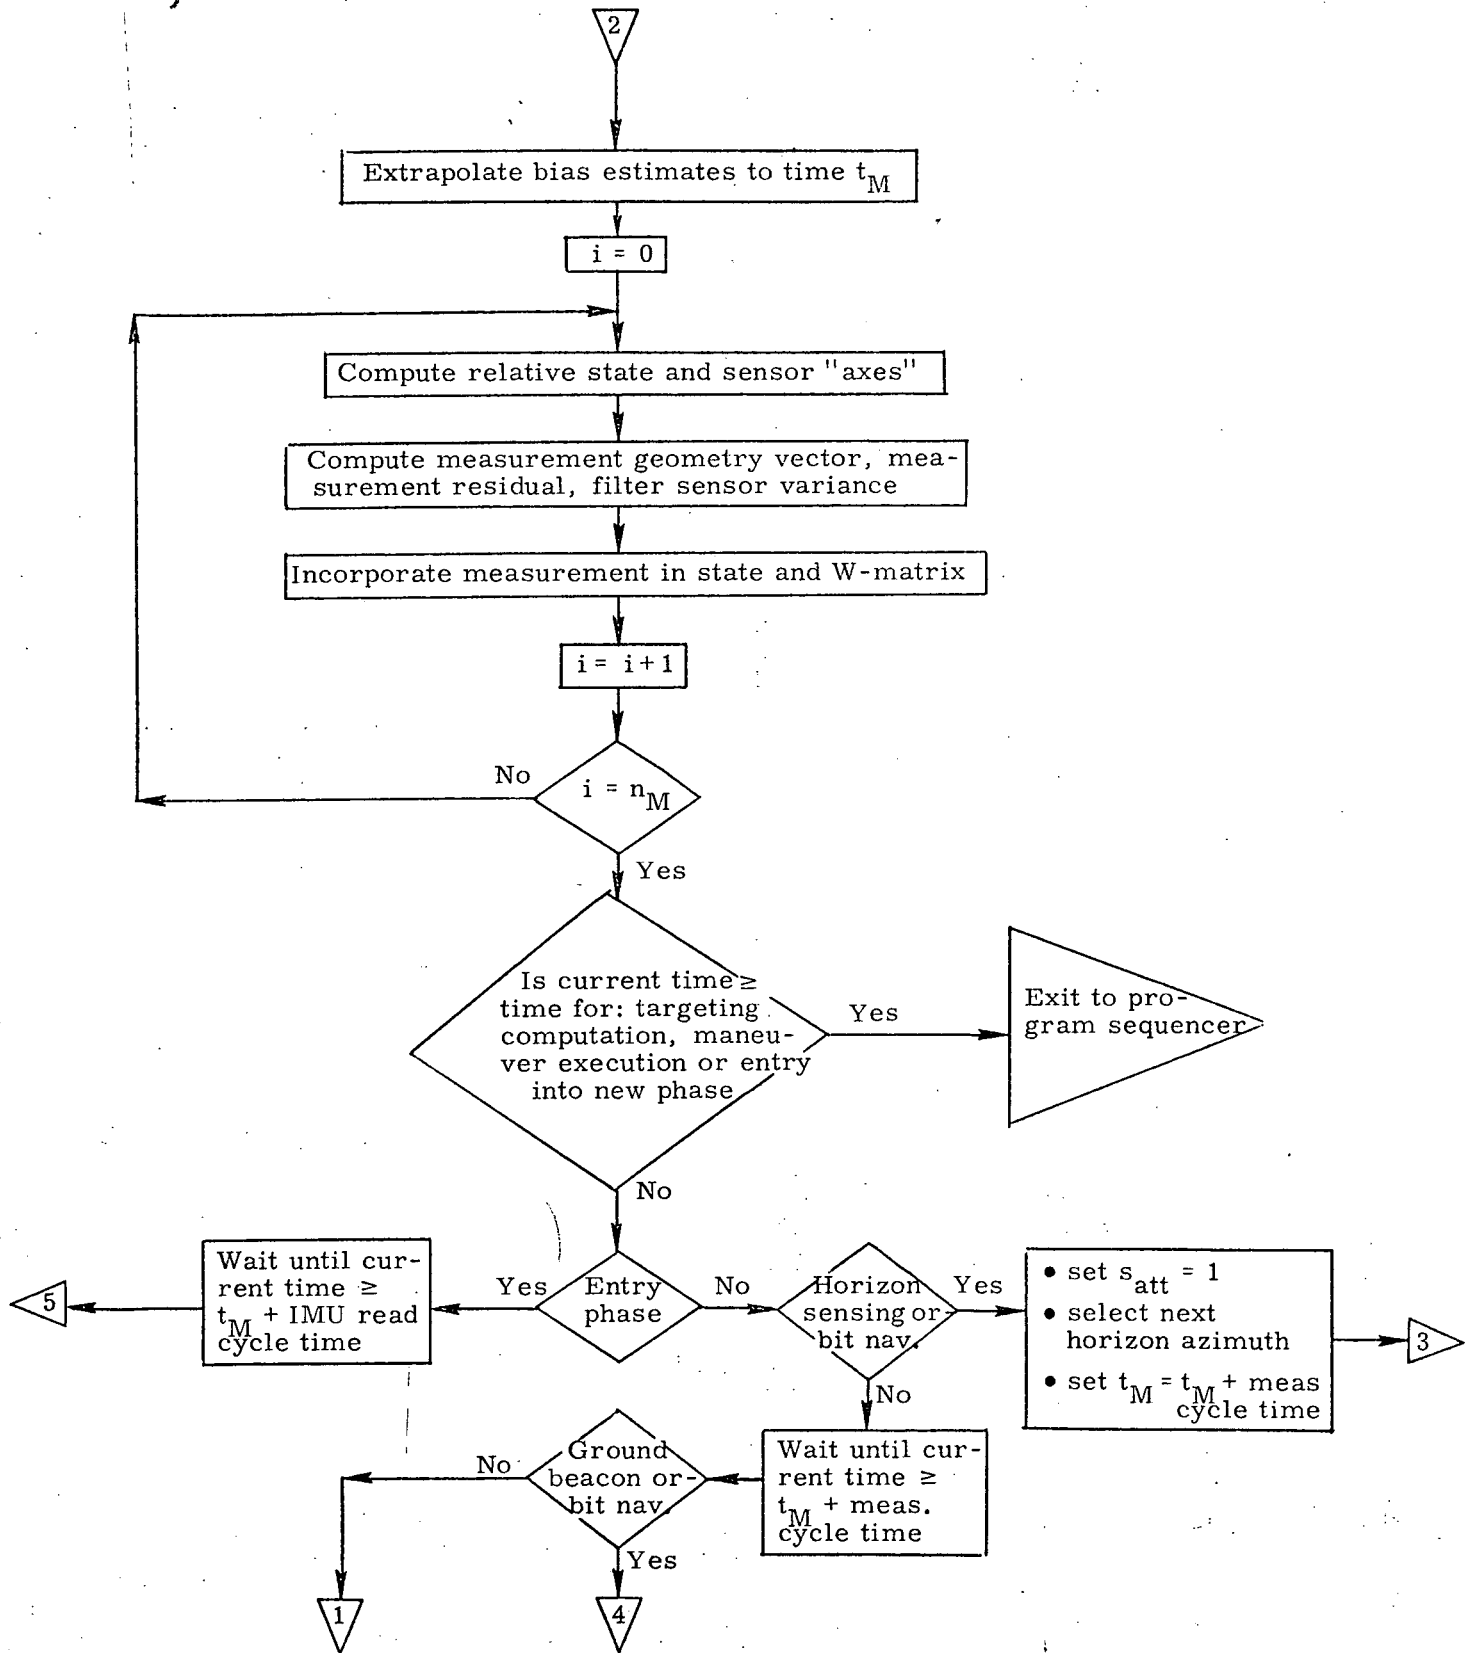 2
Extrapolate bias estimates to time t_M
i = 0
Compute relative state and sensor "axes"
Compute measurement geometry vector, mea-
surement residual, filter sensor variance
Incorporate measurement in state and W-matrix
i = i+1
No
i = n_M
Yes
Is current time ≥
time for: targeting
computation, maneu-
ver execution or entry
into new phase
Yes
Exit to pro-
gram sequencer
No
5
Wait until cur-
rent time ≥
t_M + IMU read
cycle time
Yes
Entry
phase
No
Horizon
sensing or-
bit nav.
Yes
• set s_att = 1
• select next
horizon azimuth
• set t_M = t_M + meas
cycle time
3
No
Wait until cur-
rent time ≥
t_M + meas.
cycle time
Ground
beacon or-
bit nav.
No
Yes
1
4